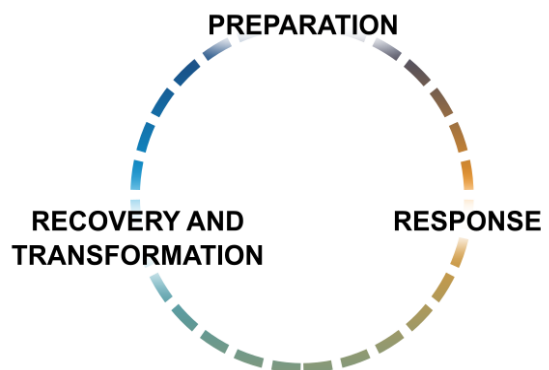 PREPARATION
RESPONSE
RECOVERY AND
TRANSFORMATION